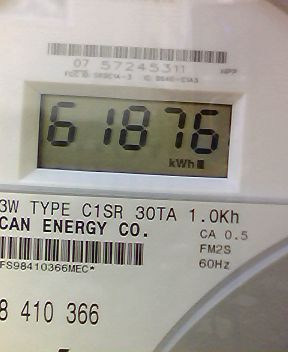 07 57245311
61876
kWh
3W TYPE C1SR 30TA 1.0Kh
CAN ENERGY CO.
CA 0.5
FM2S
60Hz
FS98410366MEC*
8 410 366